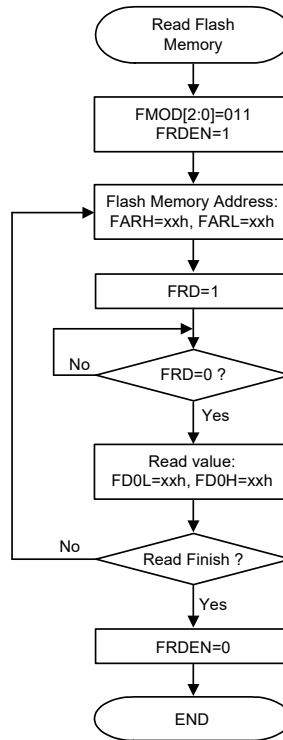 Read Flash
Memory
FMOD[2:0]=011
FRDEN=1
Flash Memory Address:
FARH=xxh, FARL=xxh
FRD=1
No
FRD=0 ?
Yes
Read value:
FD0L=xxh, FD0H=xxh
No
Read Finish ?
Yes
FRDEN=0
END